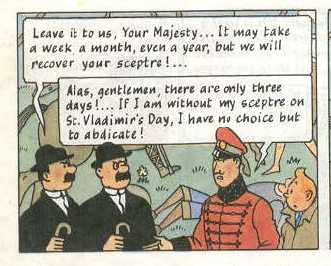 Leave it to us, Your Majesty... It may take
a week a month, even a year, but we will
recover your sceptre!...
Alas, gentlemen, there are only three
days!... If I am without my sceptre on
St. Vladimir's Day, I have no choice but
to abdicate!